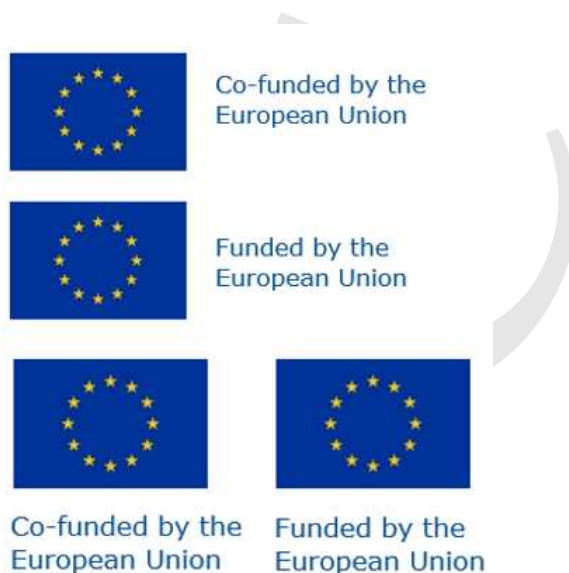 Co-funded by the
European Union
Funded by the
European Union
Co-funded by the
European Union
Funded by the
European Union